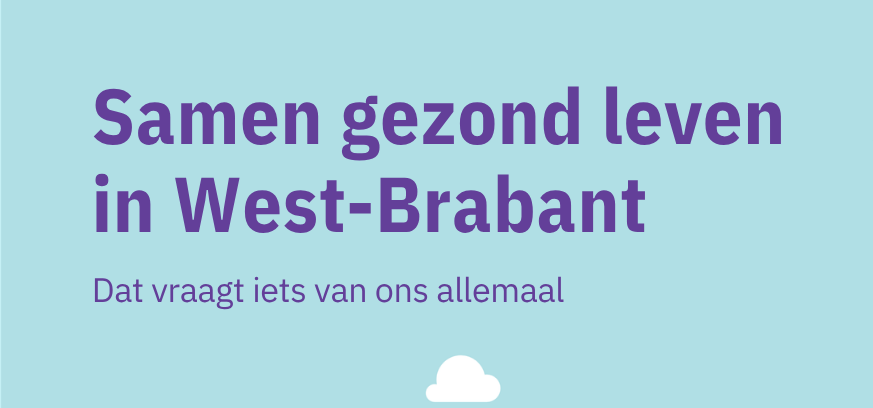 Samen gezond leven
in West-Brabant
Dat vraagt iets van ons allemaal